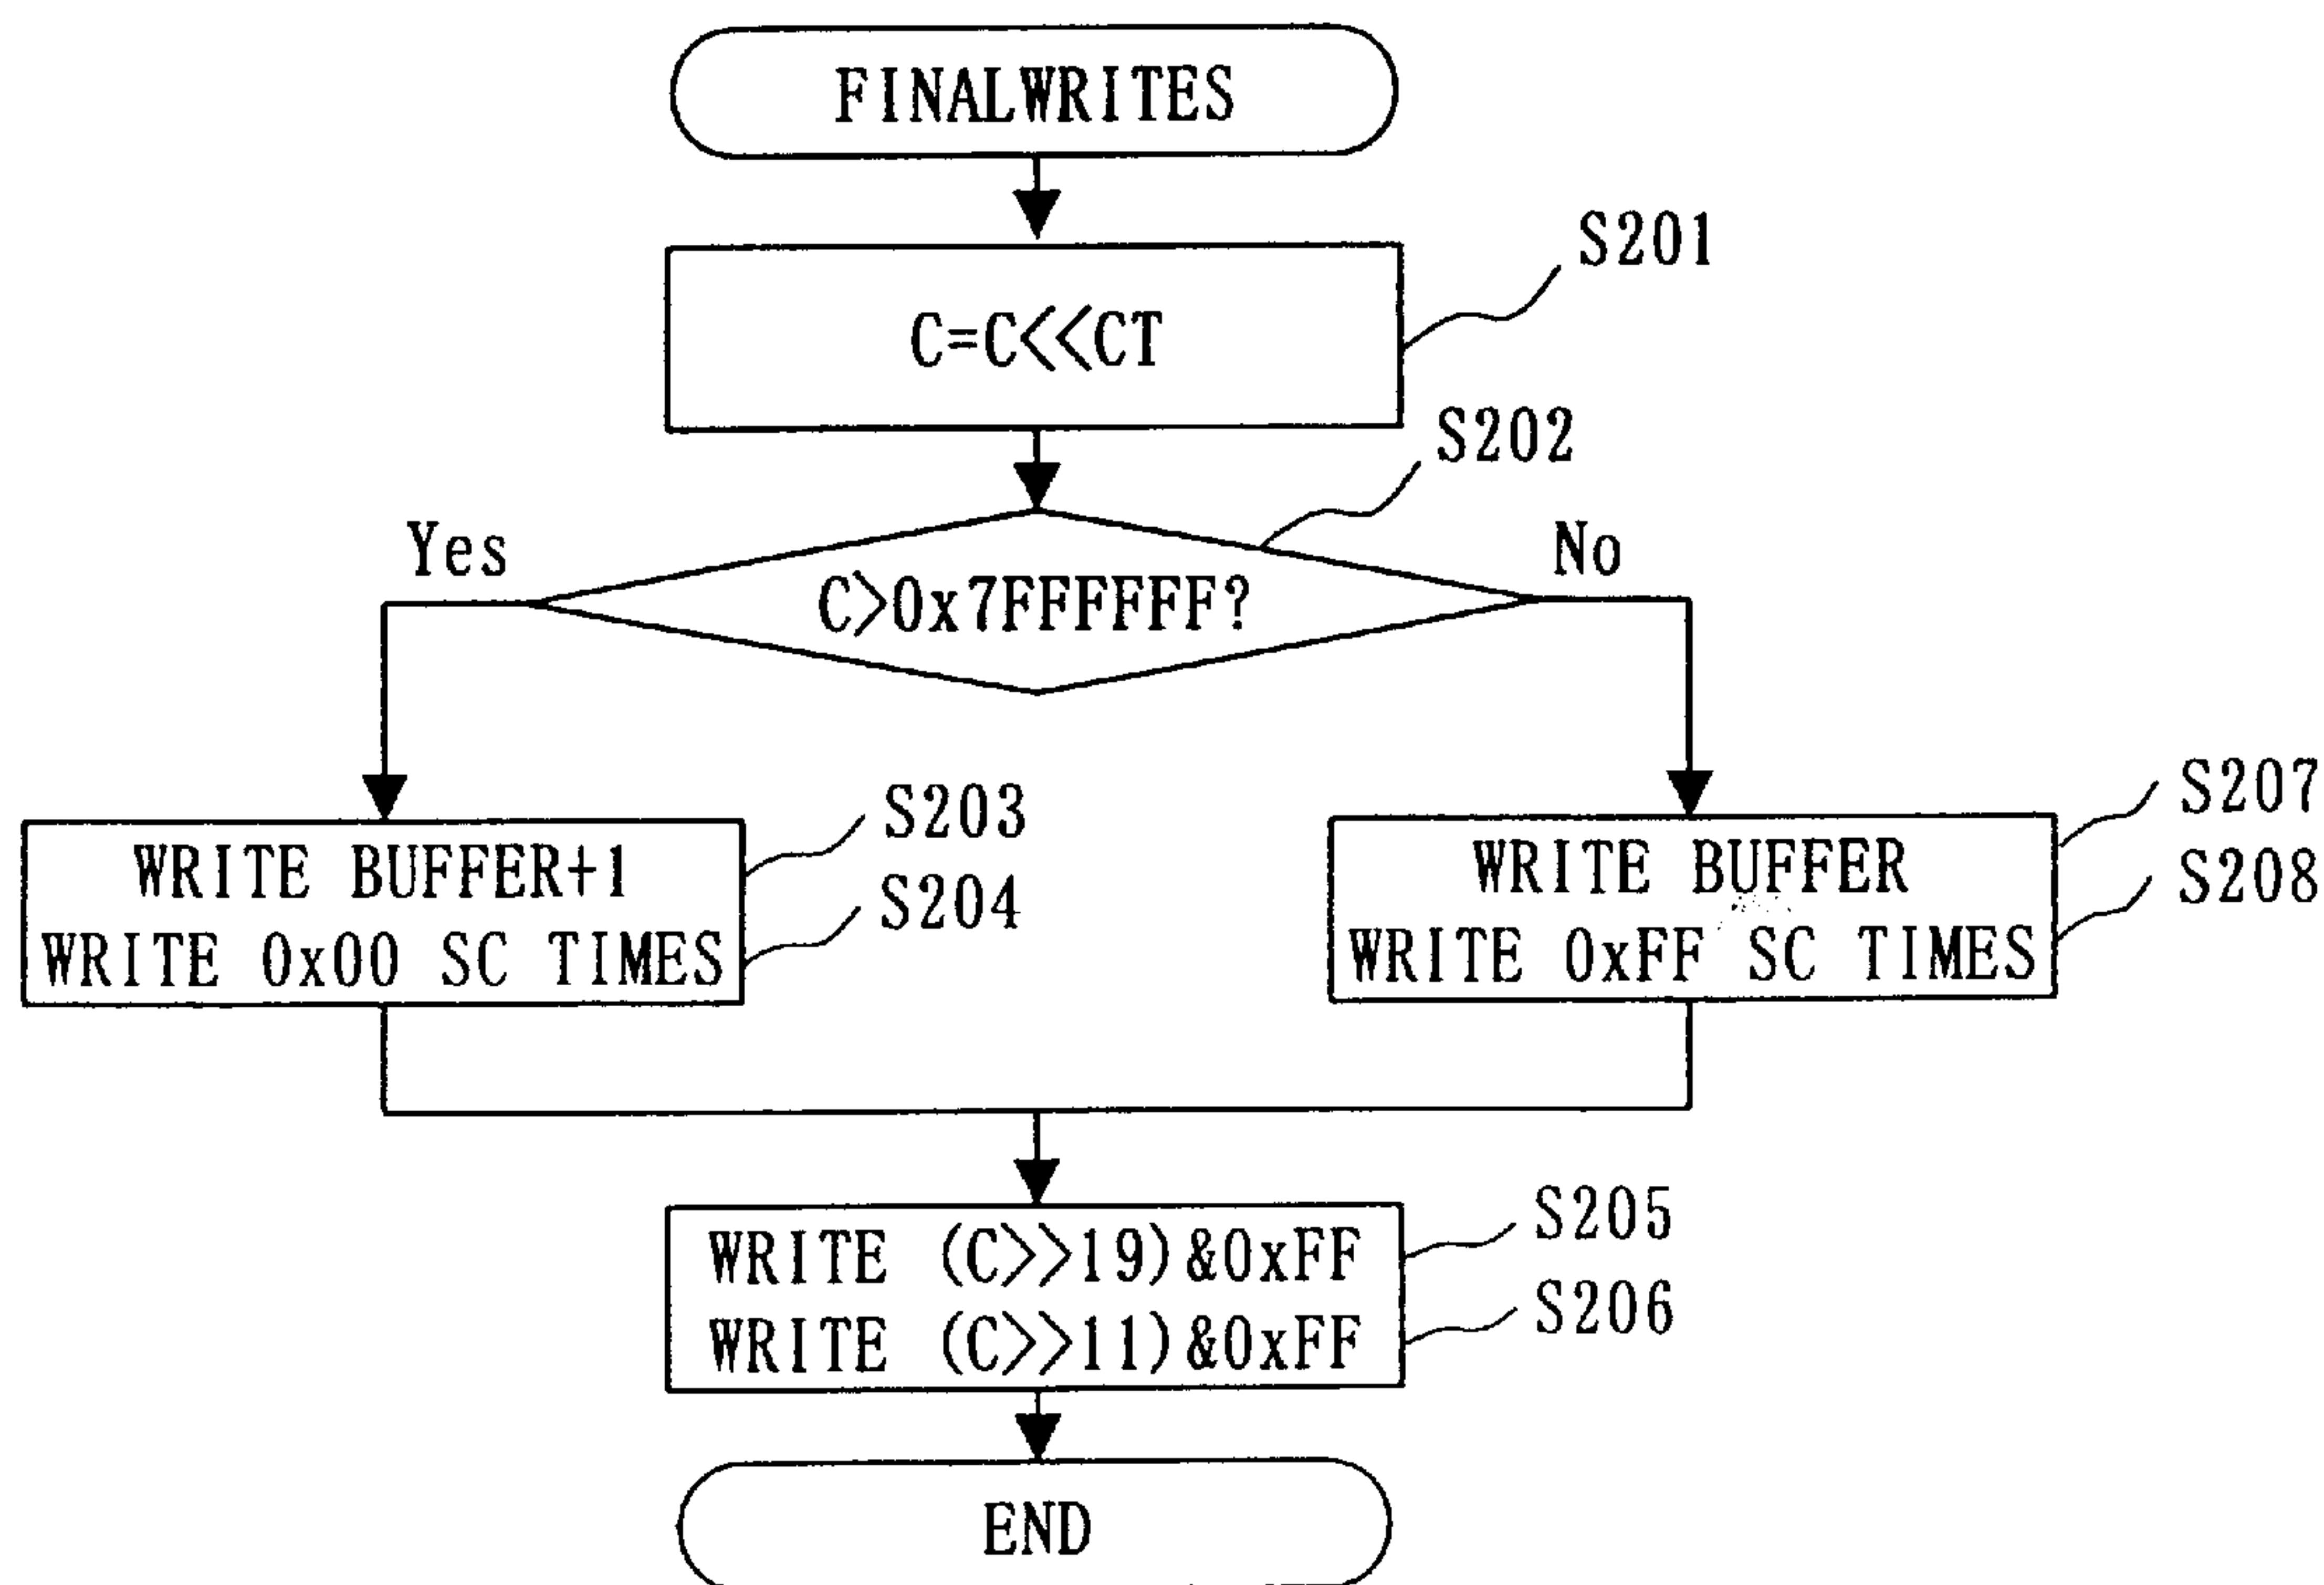 FINALWRITES
S201
C=C<<CT
S202
Yes
No
C>0x7FFFFFF?
S203
S207
WRITE BUFFER+1
WRITE BUFFER
S204
S208
WRITE 0x00 SC TIMES
WRITE 0xFF SC TIMES
S205
WRITE (C>>19)&0xFF
S206
WRITE (C>>11)&0xFF
END